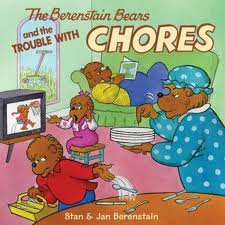 The Berenstain Bears
and the
TROUBLE WITH
CHORES
Stan & Jan Berenstain